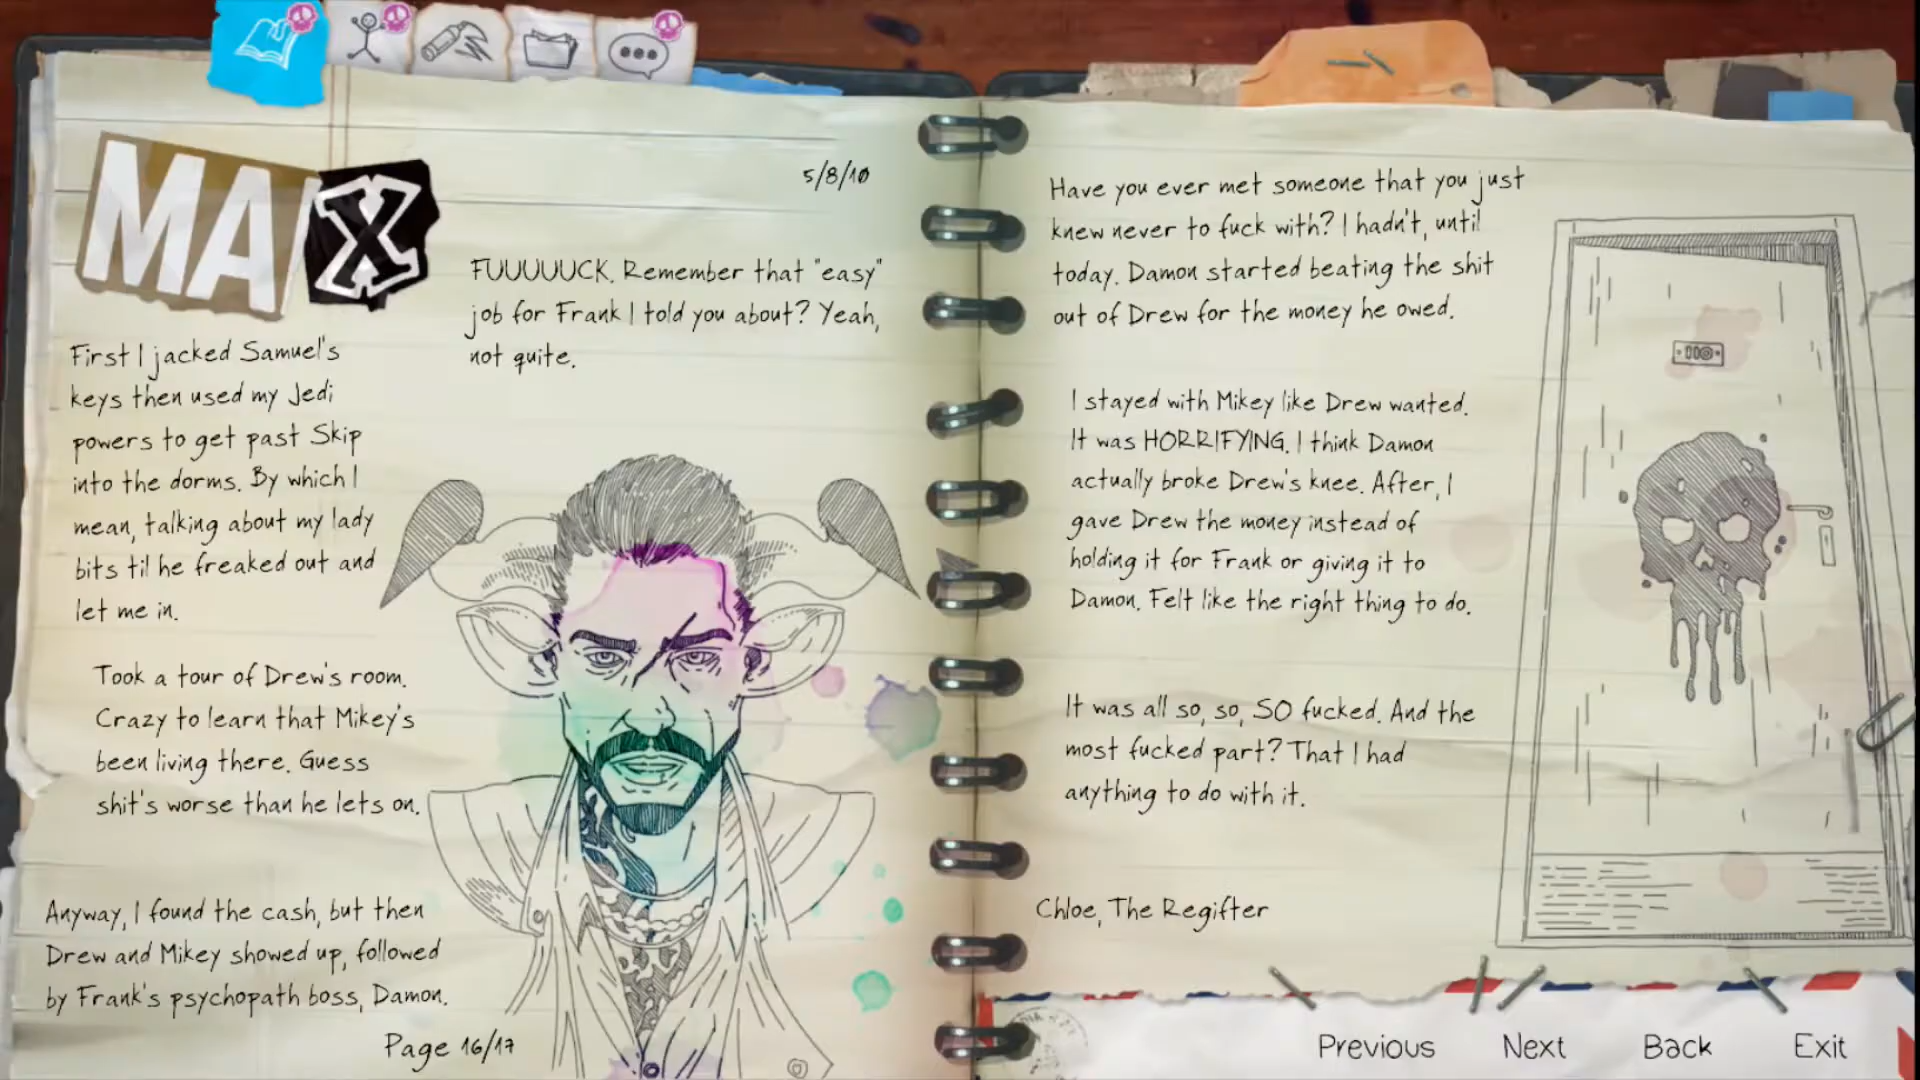 MAX
5/8/10
FUUUUUCK. Remember that "easy"
job for Frank I told you about? Yeah,
not quite.
First I jacked Samuel's
keys then used my Jedi
powers to get past Skip
into the dorms. By which I
mean, talking about my lady
bits til he freaked out and
let me in.
Took a tour of Drew's room.
Crazy to learn that Mikey's
been living there. Guess
shit's worse than he lets on.
Anyway, I found the cash, but then
Drew and Mikey showed up, followed
by Frank's psychopath boss, Damon.
Page 16/17
Have you ever met someone that you just
knew never to fuck with? I hadn't, until
today. Damon started beating the shit
out of Drew for the money he owed.
I stayed with Mikey like Drew wanted.
It was HORRIFYING. I think Damon
actually broke Drew's knee. After, I
gave Drew the money instead of
holding it for Frank or giving it to
Damon. Felt like the right thing to do.
It was all so, so, SO fucked. And the
most fucked part? That I had
anything to do with it.
Chloe, The Regifter
Previous Next Back Exit